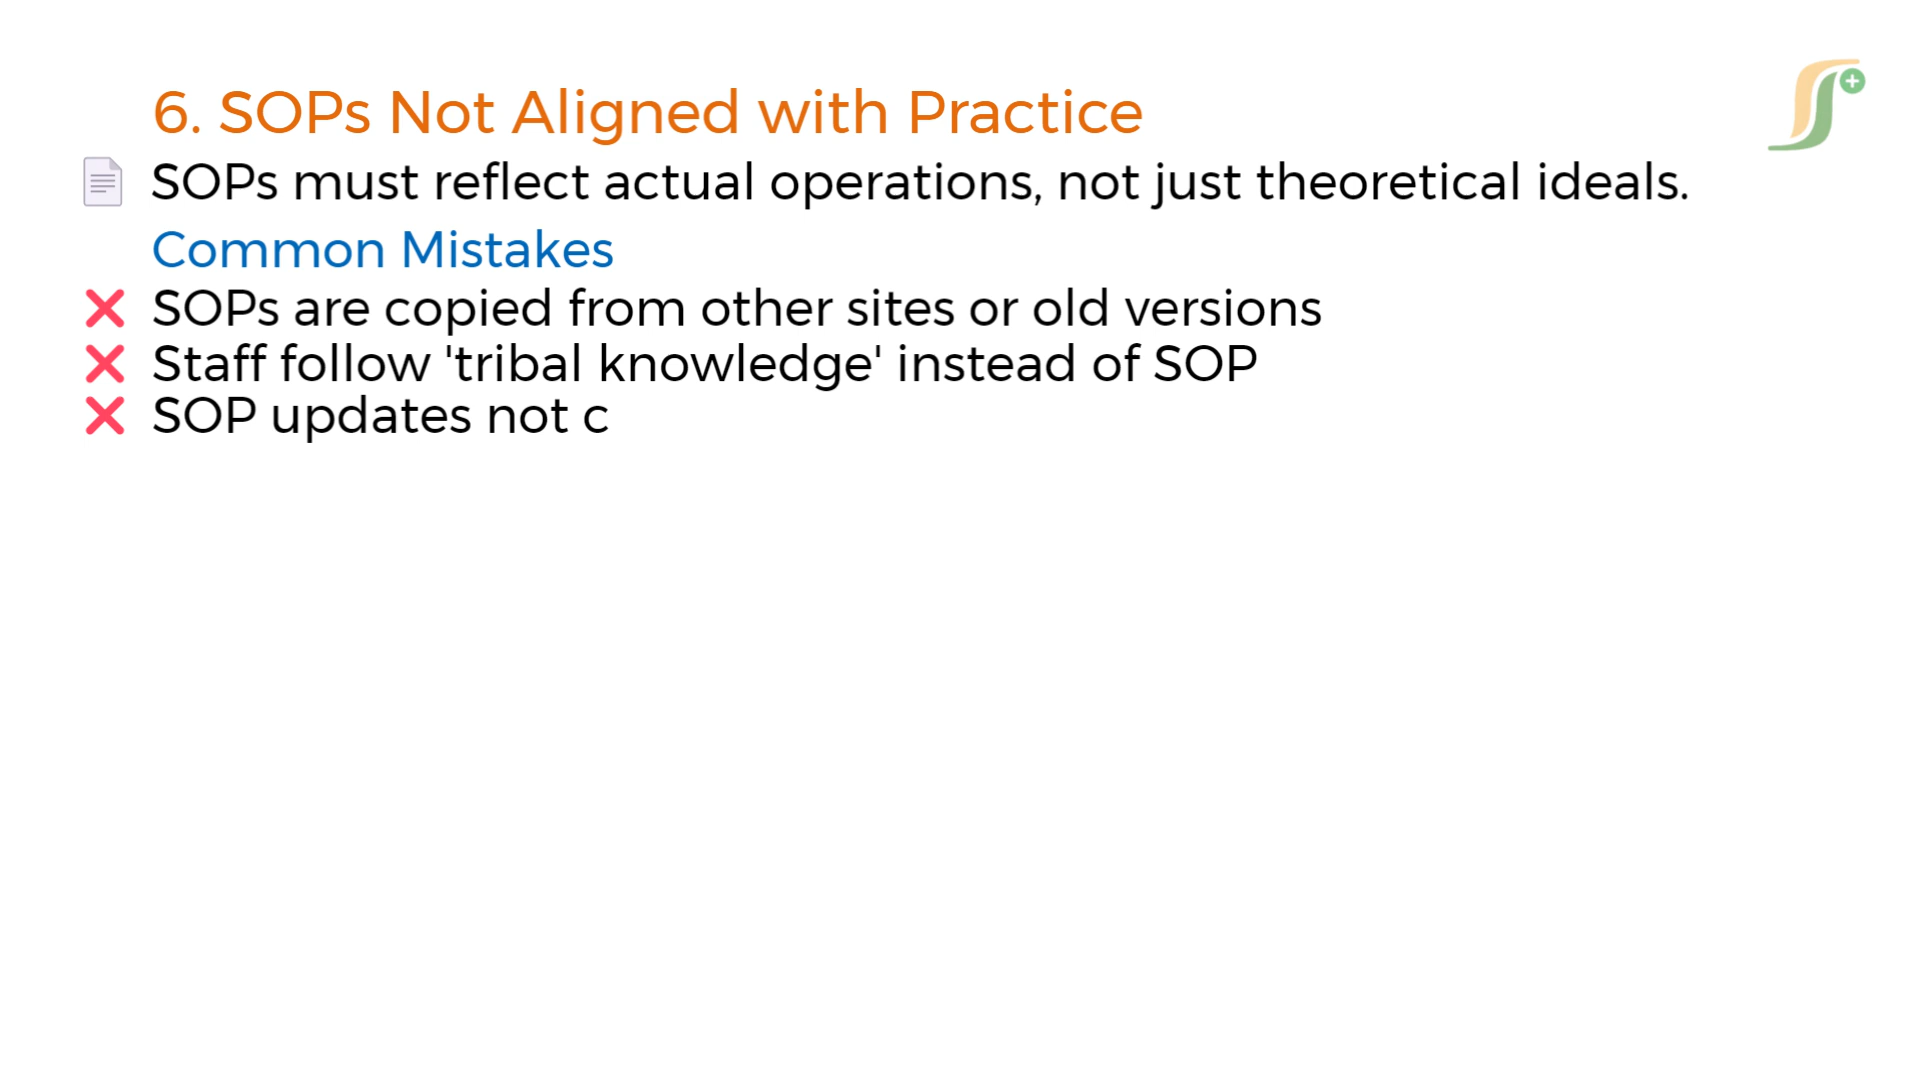 6. SOPs Not Aligned with Practice
SOPs must reflect actual operations, not just theoretical ideals.
Common Mistakes
SOPs are copied from other sites or old versions
Staff follow 'tribal knowledge' instead of SOP
SOP updates not c